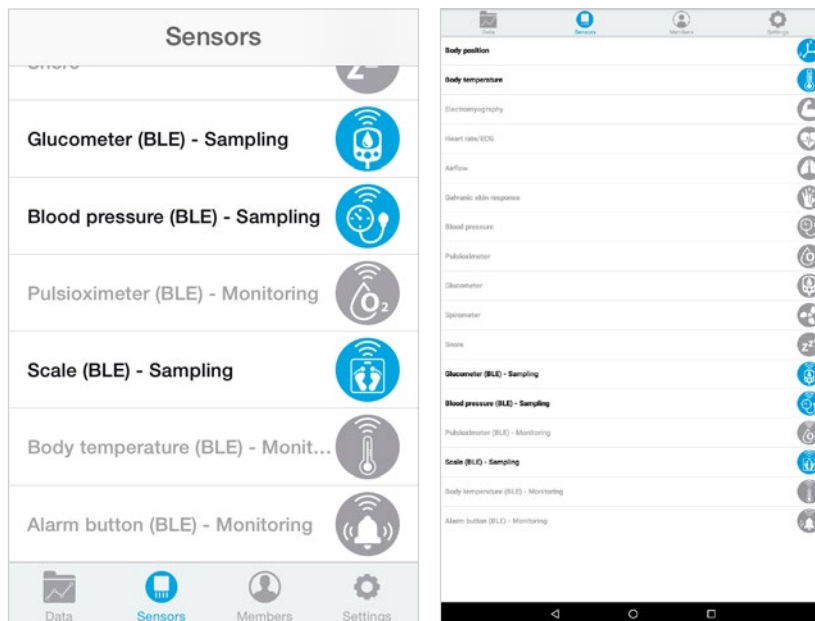 Sensors
Snore
Glucometer (BLE) - Sampling
Blood pressure (BLE) - Sampling
Pulsioximeter (BLE) - Monitoring
O2
Scale (BLE) - Sampling
Body temperature (BLE) - Monit...
Alarm button (BLE) - Monitoring
Data
Sensors
Members
Settings
Data
Sensors
Members
Settings
Body position
Body temperature
Electromyography
Heart rate/ECG
Airflow
Galvanic skin response
Blood pressure
Pulsioximeter
Glucometer
Spirometer
Snore
Glucometer (BLE) - Sampling
Blood pressure (BLE) - Sampling
Pulsioximeter (BLE) - Monitoring
Scale (BLE) - Sampling
Body temperature (BLE) - Monitoring
Alarm button (BLE) - Monitoring